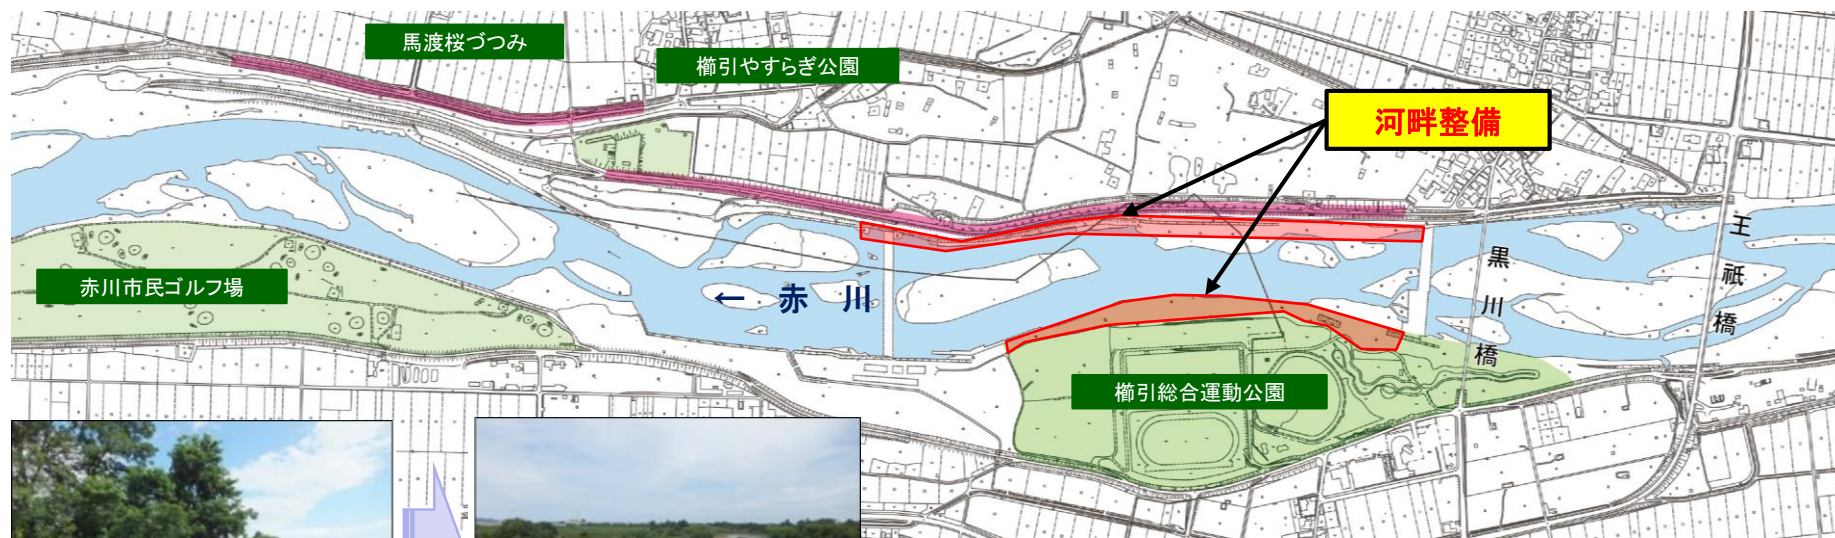 馬渡桜づつみ
櫛引やすらぎ公園
河畔整備
赤川市民ゴルフ場
← 赤 川
櫛引総合運動公園
黒川橋
王祇橋